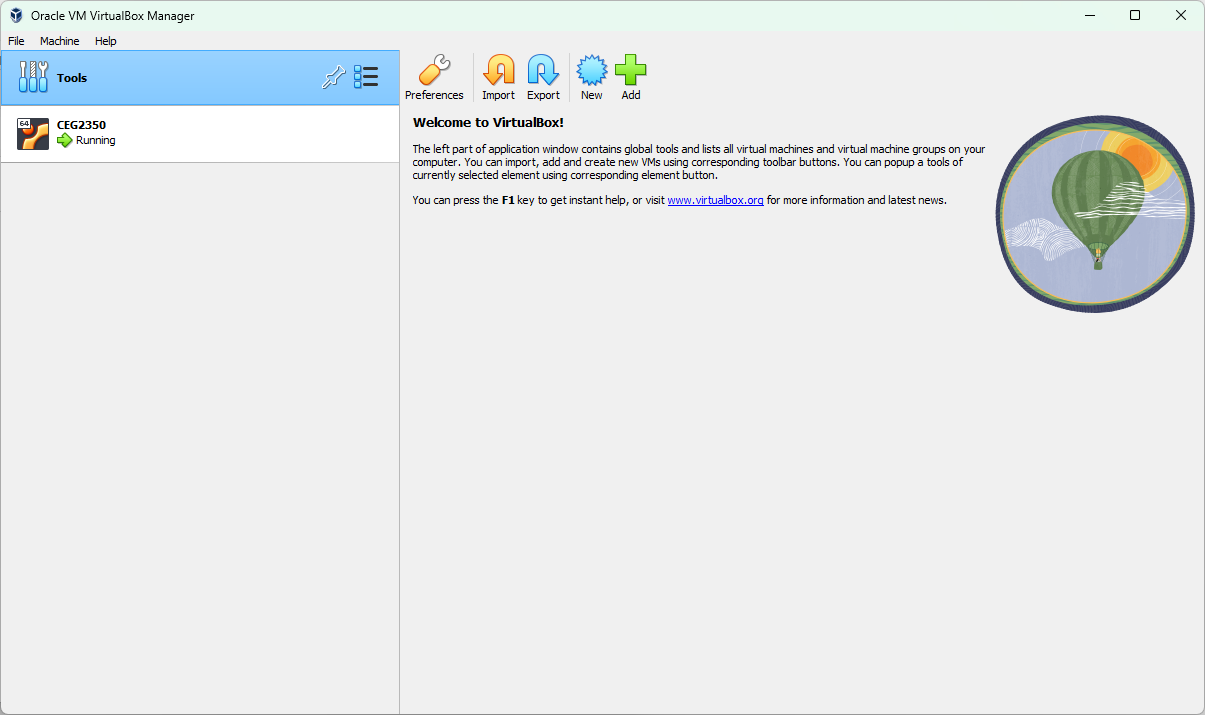 Oracle VM VirtualBox Manager
File Machine Help
Tools
64
CEG2350
Running
Preferences Import Export New Add
Welcome to VirtualBox!
The left part of application window contains global tools and lists all virtual machines and virtual machine groups on your
computer. You can import, add and create new VMs using corresponding toolbar buttons. You can popup a tools of
currently selected element using corresponding element button.
You can press the F1 key to get instant help, or visit www.virtualbox.org for more information and latest news.